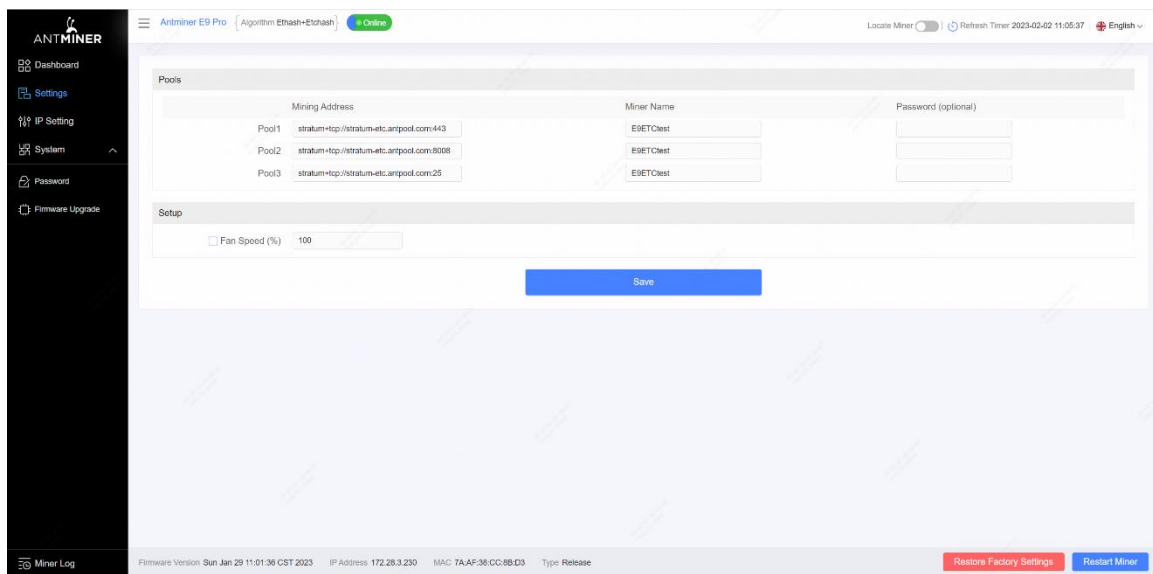 ANTMINER
Antminer E9 Pro { Algorithm Ethash+Etchash } Online
Locate Miner Refresh Timer 2023-02-02 11:05:37 English
Dashboard
Settings
IP Setting
System
Password
Firmware Upgrade
Pools
Mining Address Miner Name Password (optional)
Pool1 stratum+tcp://stratum-etc.antpool.com:443 E9ETCtest
Pool2 stratum+tcp://stratum-etc.antpool.com:8008 E9ETCtest
Pool3 stratum+tcp://stratum-etc.antpool.com:25 E9ETCtest
Setup
Fan Speed (%) 100
Save
Miner Log
Firmware Version Sun Jan 29 11:01:36 CST 2023 IP Address 172.28.3.230 MAC 7A:AF:38:CC:8B:D3 Type Release
Restore Factory Settings Restart Miner